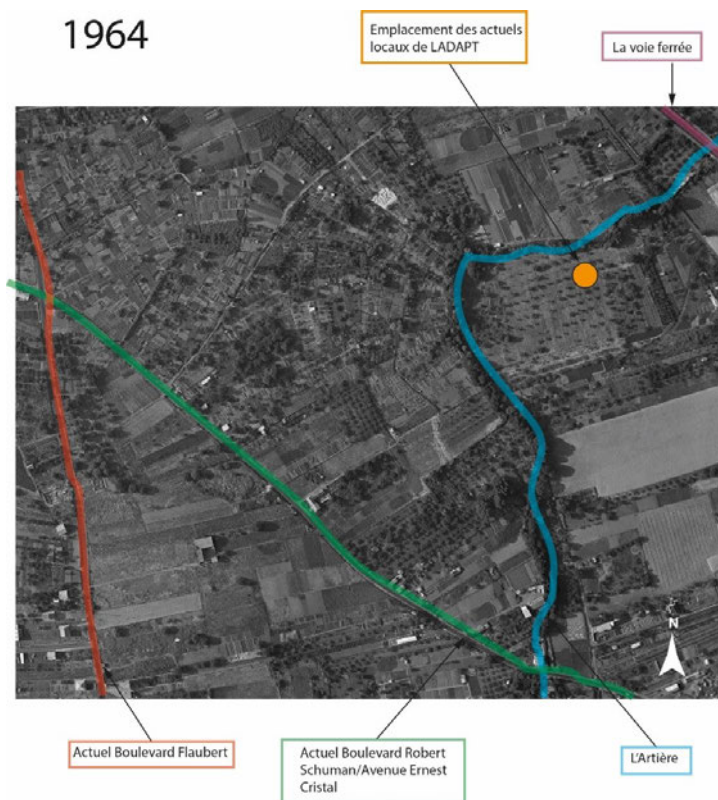 1964
Emplacement des actuels
locaux de LADAPT
La voie ferrée
N
Actuel Boulevard Flaubert
Actuel Boulevard Robert
Schuman/Avenue Ernest
Cristal
L'Artière